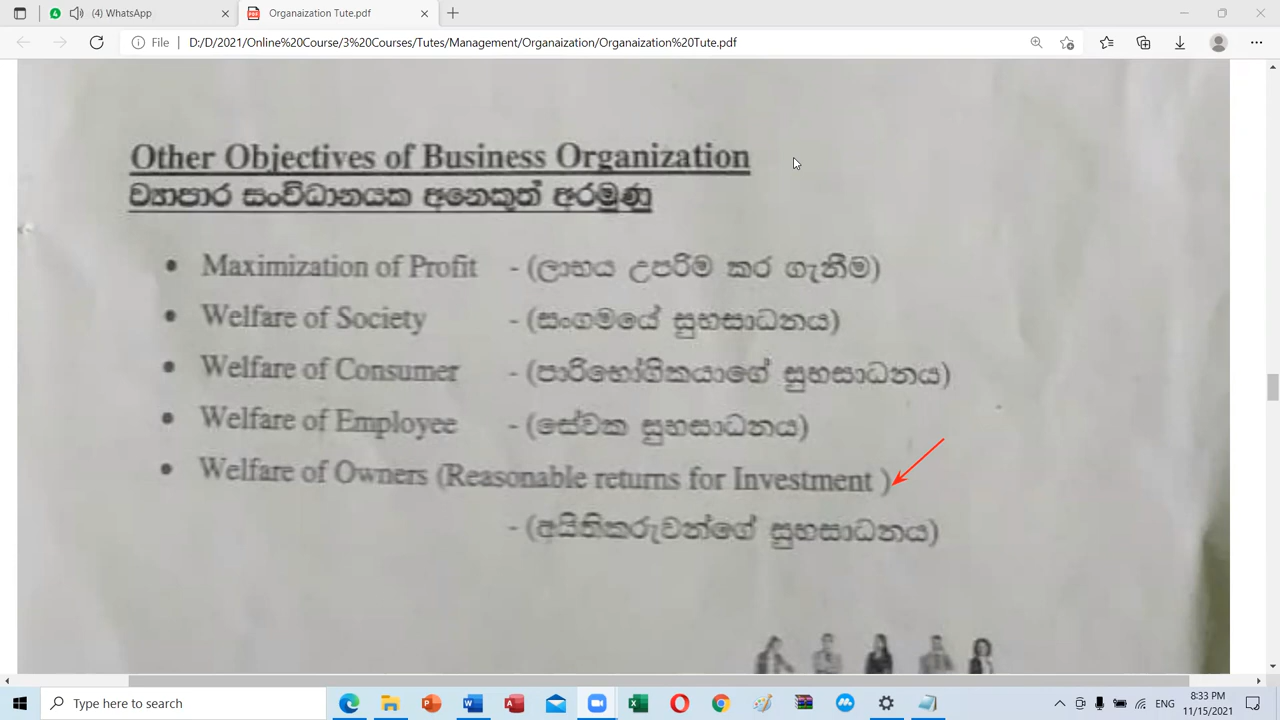 (4) WhatsApp
Organaization Tute.pdf
File
D:/D/2021/Online%20Course/3%20Courses/Tutes/Management/Organaization/Organaization%20Tute.pdf
Other Objectives of Business Organization
ව්‍යාපාර සංවිධානයක අනෙකුත් අරමුණු
• Maximization of Profit - (ලාභය උපරිම කර ගැනීම)
• Welfare of Society - (සංගමයේ සුභසාධනය)
• Welfare of Consumer - (පාරිභෝගිකයාගේ සුභසාධනය)
• Welfare of Employee - (සේවක සුභසාධනය)
• Welfare of Owners (Reasonable returns for Investment )
- (අයිතිකරුවන්ගේ සුභසාධනය)
Type here to search
ENG
8:33 PM
11/15/2021